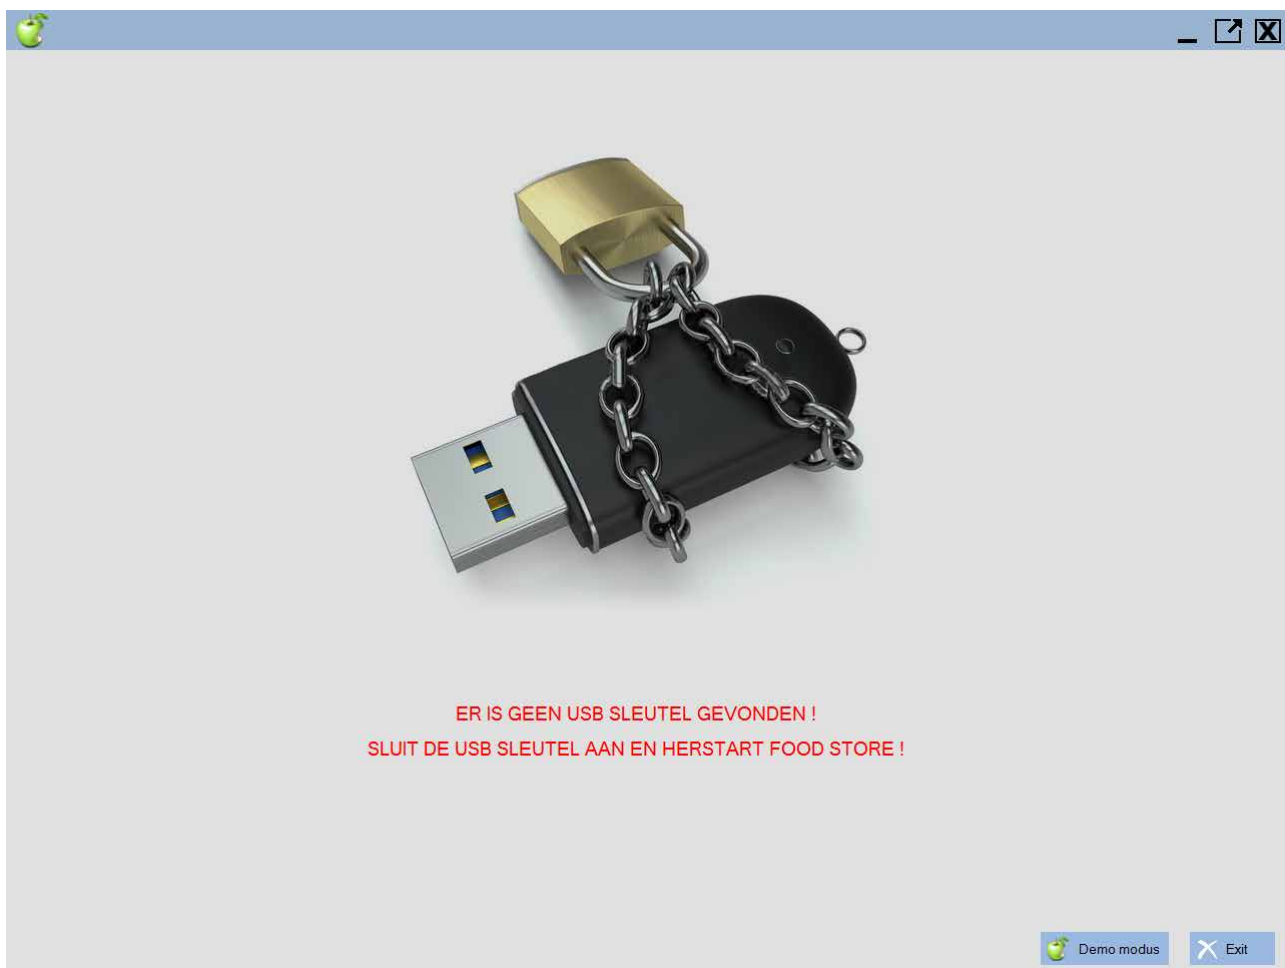 ER IS GEEN USB SLEUTEL GEVONDEN !
SLUIT DE USB SLEUTEL AAN EN HERSTART FOOD STORE !
Demo modus
Exit